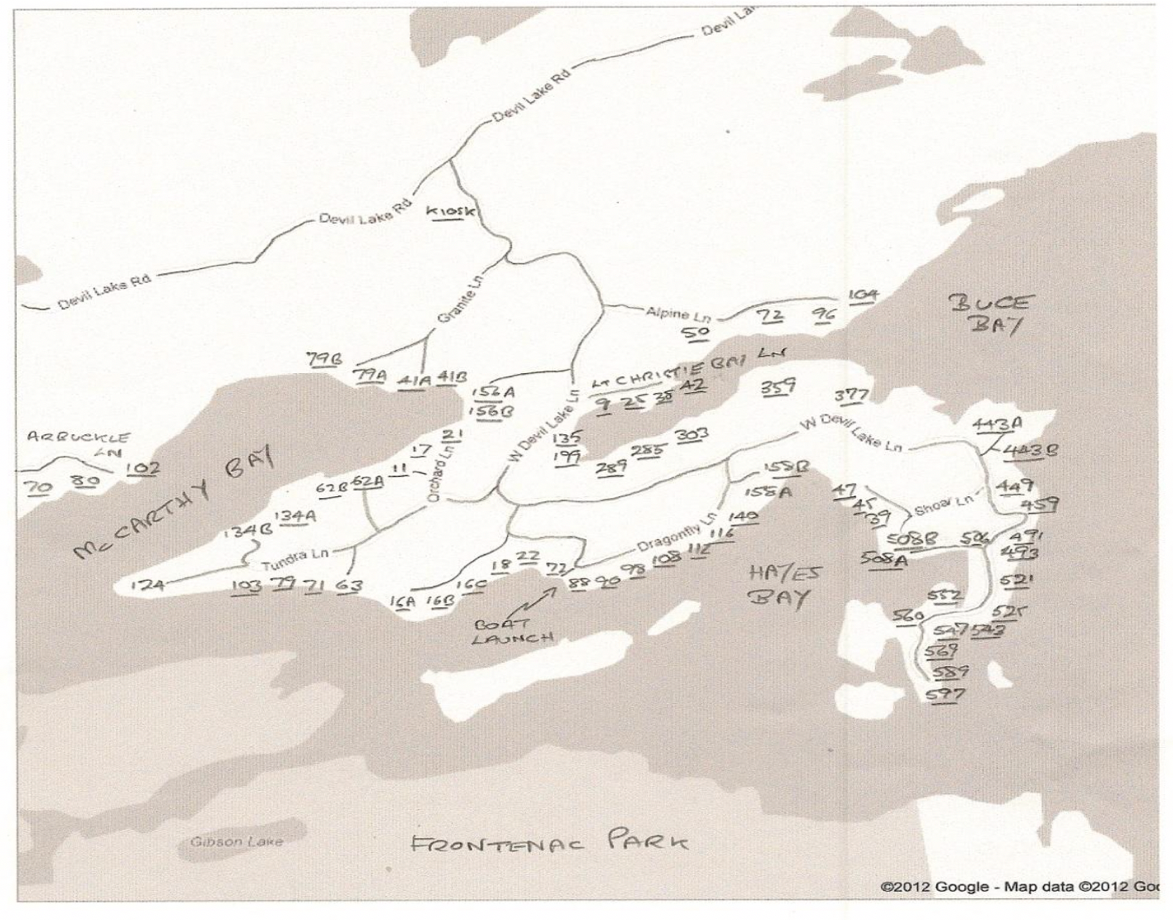 Devil Lak
Devil Lake Rd
Devil Lake Rd
KIOSK
Devil Lake Rd
Granite Ln
Alpine Ln
50
72
96
104
BUCE
BAY
79B
79A
41A
41B
156A
156B
W Devil Lake Ln
CHRISTIE BAY LN
9
25
38
42
359
377
135
199
289
285
303
W Devil Lake Ln
443A
443B
449
459
ARBUCKLE
LN
70
80
102
McCARTHY BAY
21
17
11
Orchard Ln
62B
62A
134A
134B
Tundra Ln
124
103
79
71
63
16A
16B
16C
18
22
72
88
90
98
108
112
116
140
Dragonfly Ln
158B
158A
47
45
39
Shoar Ln
508B
508A
506
491
493
521
525
532
560
547
543
569
589
597
HAYES
BAY
BOAT
LAUNCH
Gibson Lake
FRONTENAC PARK
©2012 Google - Map data ©2012 Goo